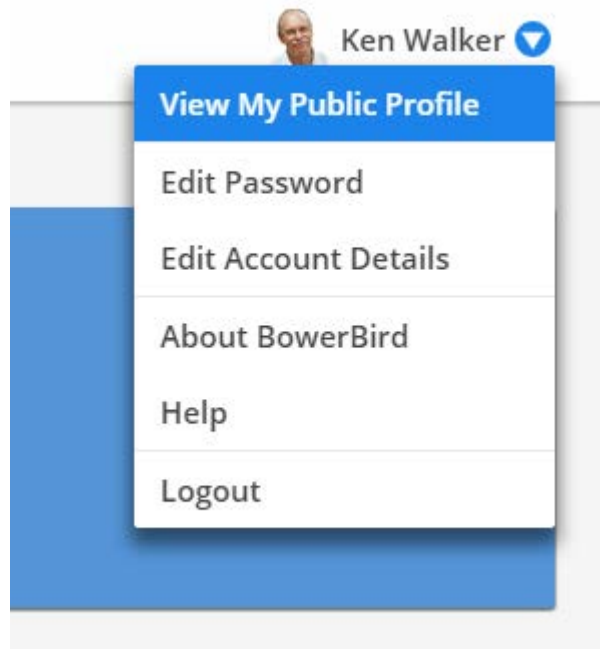 Ken Walker
View My Public Profile
Edit Password
Edit Account Details
About BowerBird
Help
Logout